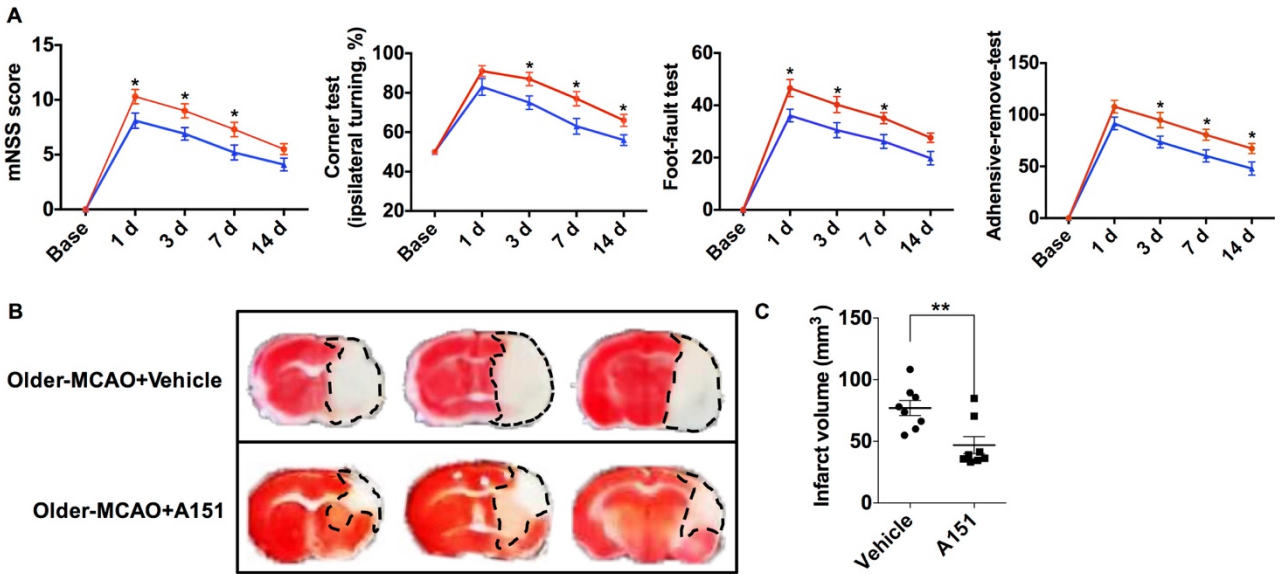 A
mNSS score
15
10
5
0
* * *
Base 1 d 3 d 7 d 14 d
Corner test
(ipsilateral turning, %)
100
80
60
40
20
* * *
Base 1 d 3 d 7 d 14 d
Foot-fault test
60
40
20
0
* * * 
Base 1 d 3 d 7 d 14 d
Adhensive-remove-test
150
100
50
0
* * *
Base 1 d 3 d 7 d 14 d
B
Older-MCAO+Vehicle
Older-MCAO+A151
C
Infarct volume (mm³)
150
100
50
0
**
Vehicle A151